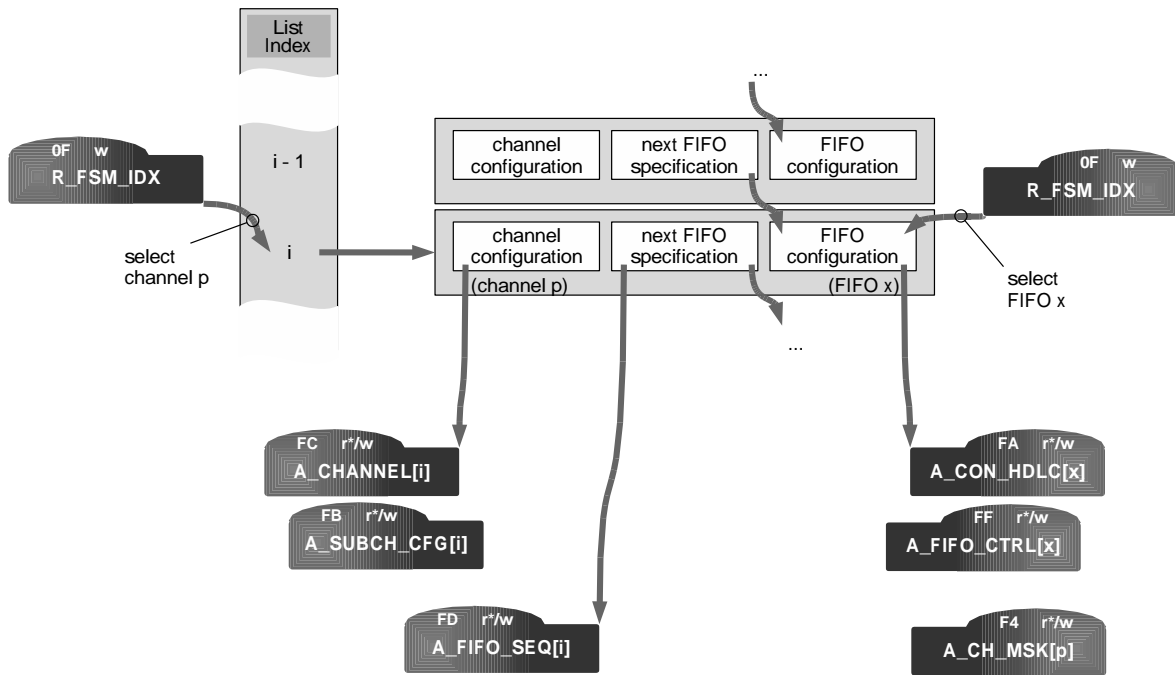 List
Index
...
0F w
R_FSM_IDX
i - 1
channel
configuration
next FIFO
specification
FIFO
configuration
0F w
R_FSM_IDX
select
channel p
i
channel
configuration
next FIFO
specification
FIFO
configuration
(channel p)
(FIFO x)
select
FIFO x
...
FC r*/w
A_CHANNEL[i]
FB r*/w
A_SUBCH_CFG[i]
FD r*/w
A_FIFO_SEQ[i]
FA r*/w
A_CON_HDLC[x]
FF r*/w
A_FIFO_CTRL[x]
F4 r*/w
A_CH_MSK[p]